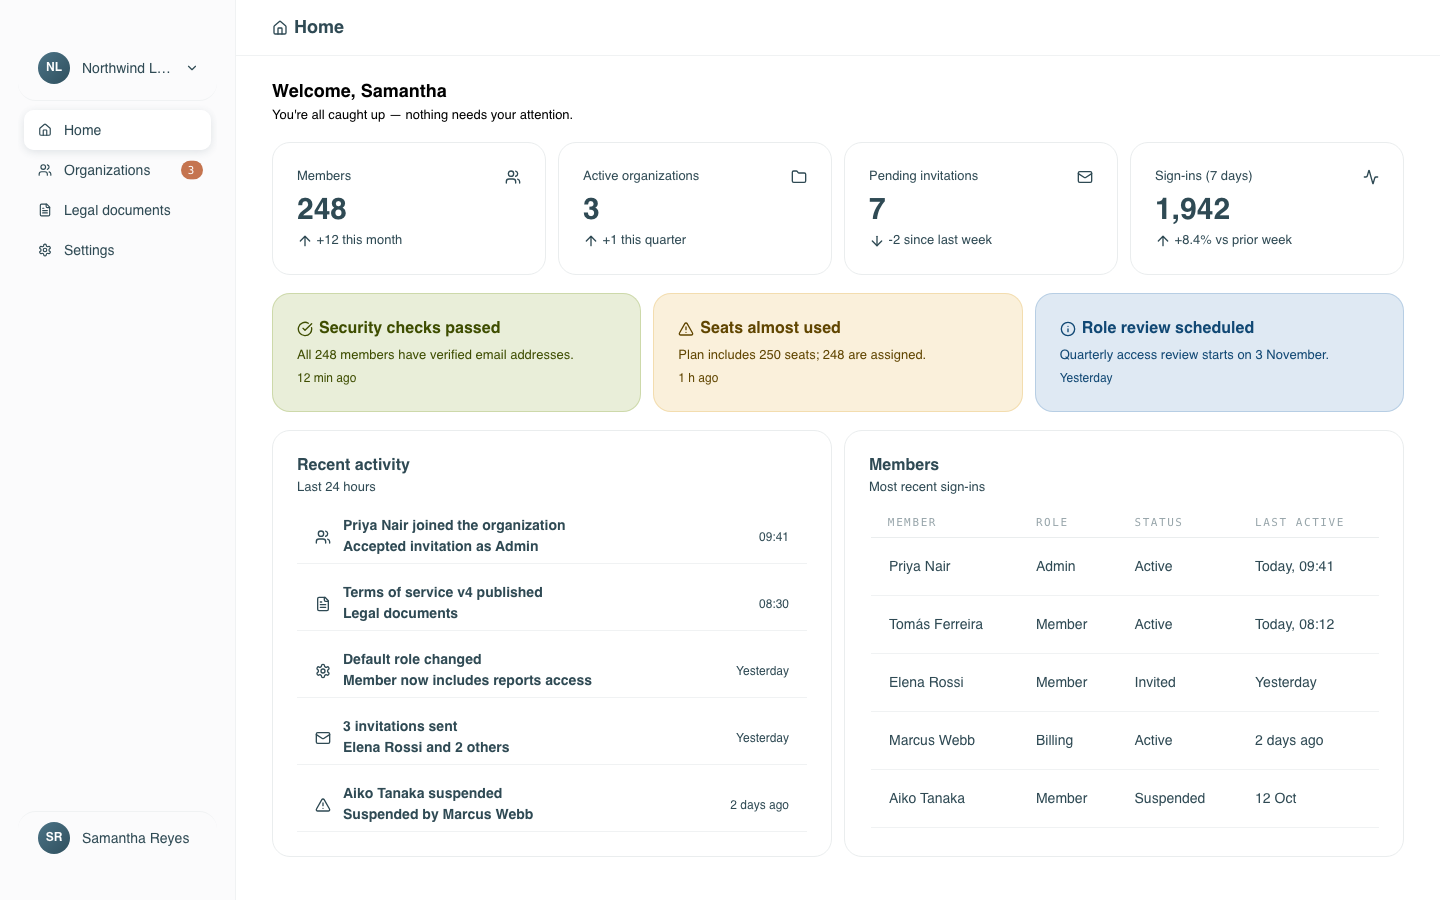 NL
Northwind L...
Home
Organizations 3
Legal documents
Settings
SR
Samantha Reyes
Home
Welcome, Samantha
You're all caught up — nothing needs your attention.
Members
248
+12 this month
Active organizations
3
+1 this quarter
Pending invitations
7
-2 since last week
Sign-ins (7 days)
1,942
+8.4% vs prior week
Security checks passed
All 248 members have verified email addresses.
12 min ago
Seats almost used
Plan includes 250 seats; 248 are assigned.
1 h ago
Role review scheduled
Quarterly access review starts on 3 November.
Yesterday
Recent activity
Last 24 hours
Priya Nair joined the organization
Accepted invitation as Admin
09:41
Terms of service v4 published
Legal documents
08:30
Default role changed
Member now includes reports access
Yesterday
3 invitations sent
Elena Rossi and 2 others
Yesterday
Aiko Tanaka suspended
Suspended by Marcus Webb
2 days ago
Members
Most recent sign-ins
MEMBER ROLE STATUS LAST ACTIVE
Priya Nair Admin Active Today, 09:41
Tomás Ferreira Member Active Today, 08:12
Elena Rossi Member Invited Yesterday
Marcus Webb Billing Active 2 days ago
Aiko Tanaka Member Suspended 12 Oct